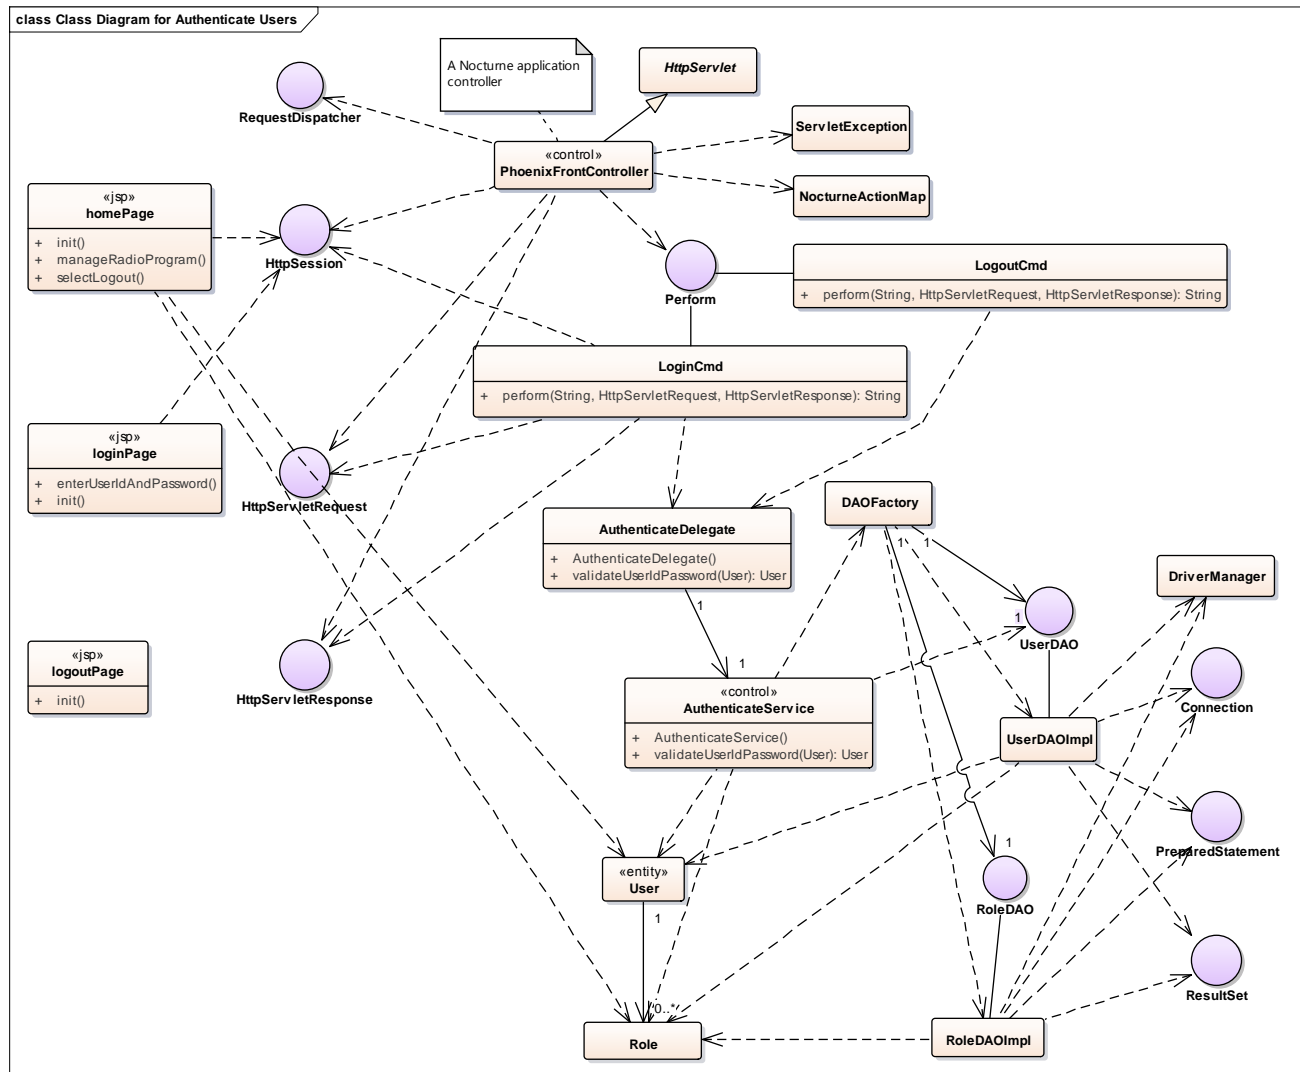 class Class Diagram for Authenticate Users
A Nocturne application
controller
HttpServlet
RequestDispatcher
ServletException
«control»
PhoenixFrontController
NocturneActionMap
«jsp»
homePage
+ init()
+ manageRadioProgram()
+ selectLogout()
HttpSession
Perform
LogoutCmd
+ perform(String, HttpServletRequest, HttpServletResponse): String
LoginCmd
+ perform(String, HttpServletRequest, HttpServletResponse): String
«jsp»
loginPage
+ enterUserIdAndPassword()
+ init()
HttpServletRequest
DAOFactory
1
1
AuthenticateDelegate
+ AuthenticateDelegate()
+ validateUserIdPassword(User): User
1
1
DriverManager
1
UserDAO
«jsp»
logoutPage
+ init()
HttpServletResponse
«control»
AuthenticateService
+ AuthenticateService()
+ validateUserIdPassword(User): User
Connection
UserDAOImpl
PreparedStatement
1
RoleDAO
«entity»
User
1
0..*
ResultSet
Role
RoleDAOImpl